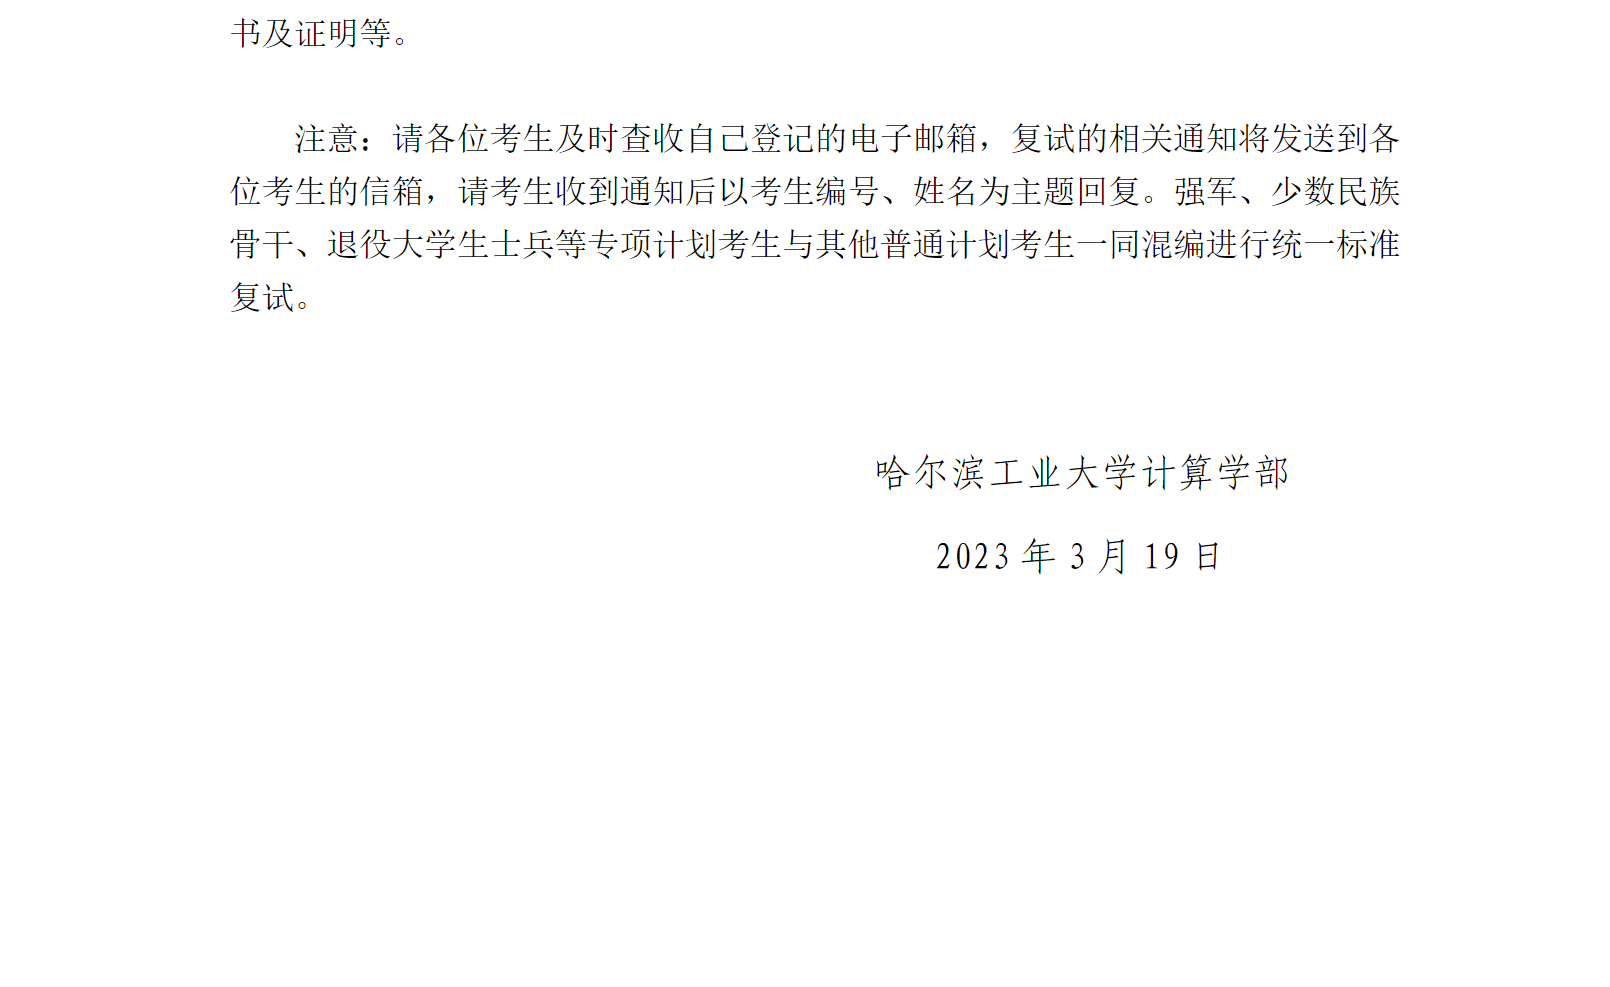 书及证明等。
注意：请各位考生及时查收自己登记的电子邮箱，复试的相关通知将发送到各
位考生的信箱，请考生收到通知后以考生编号、姓名为主题回复。强军、少数民族
骨干、退役大学生士兵等专项计划考生与其他普通计划考生一同混编进行统一标准
复试。
哈尔滨工业大学计算学部
2023 年 3 月 19 日